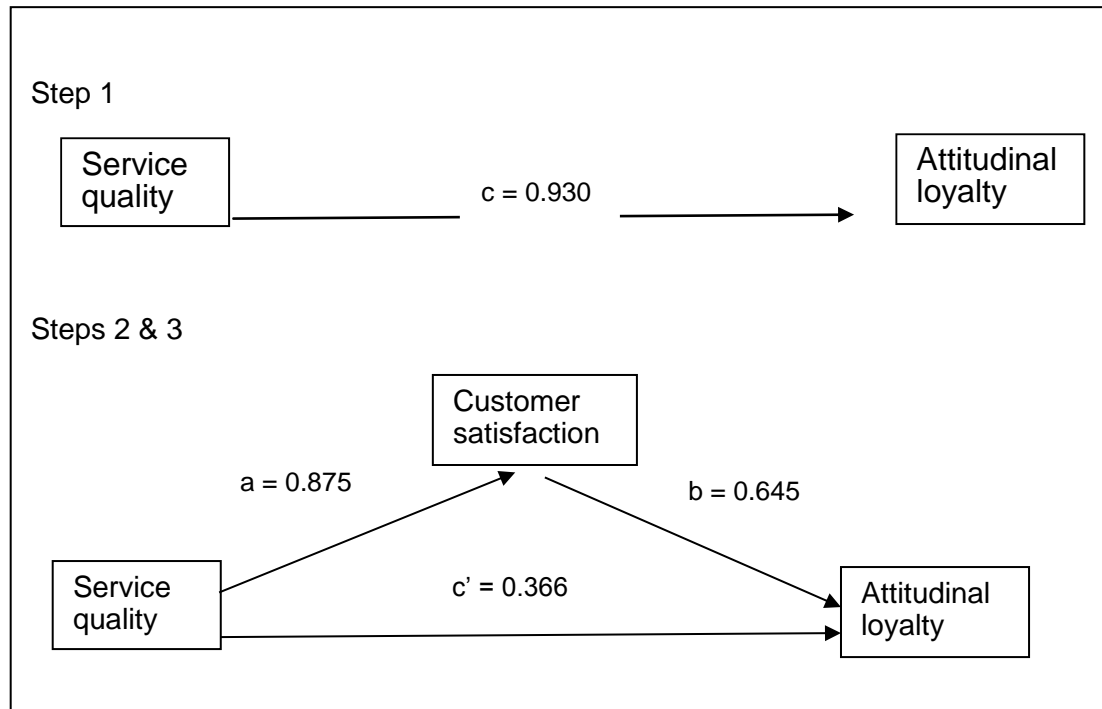 Step 1
Service
quality
c = 0.930
Attitudinal
loyalty
Steps 2 & 3
Customer
satisfaction
a = 0.875
b = 0.645
Service
quality
c’ = 0.366
Attitudinal
loyalty